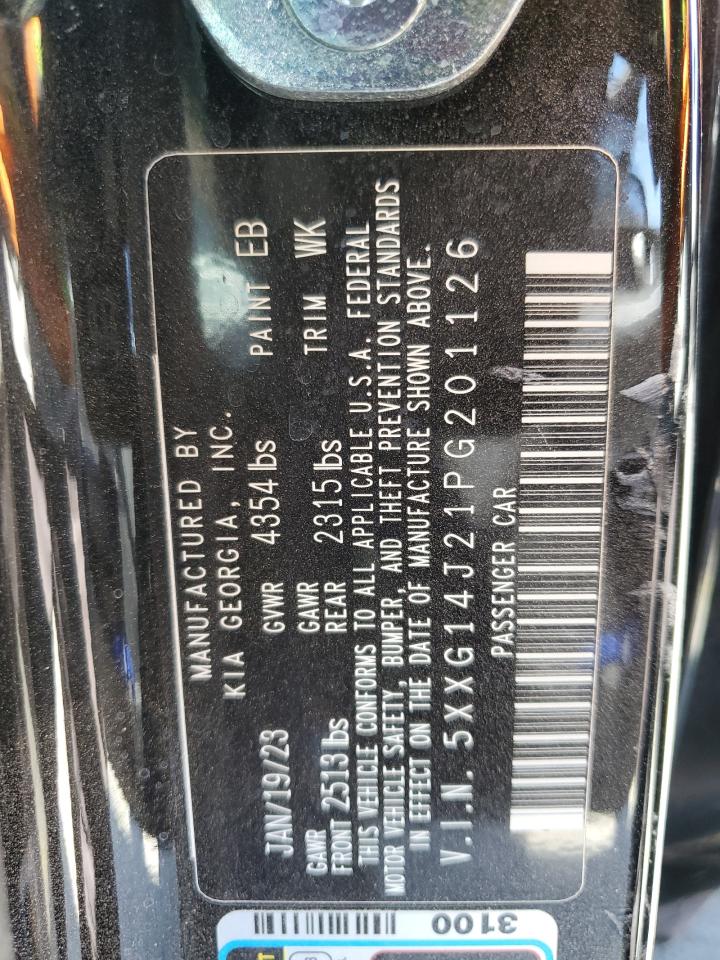 MANUFACTURED BY
KIA GEORGIA, INC.
JAN/19/23 GVWR 4354 lbs PAINT EB
GAWR FRONT 2513 lbs GAWR REAR 2315 lbs TRIM WK
THIS VEHICLE CONFORMS TO ALL APPLICABLE U.S.A. FEDERAL
MOTOR VEHICLE SAFETY, BUMPER, AND THEFT PREVENTION STANDARDS
IN EFFECT ON THE DATE OF MANUFACTURE SHOWN ABOVE.
V.I.N. 5XXG14J21PG201126
PASSENGER CAR
3100